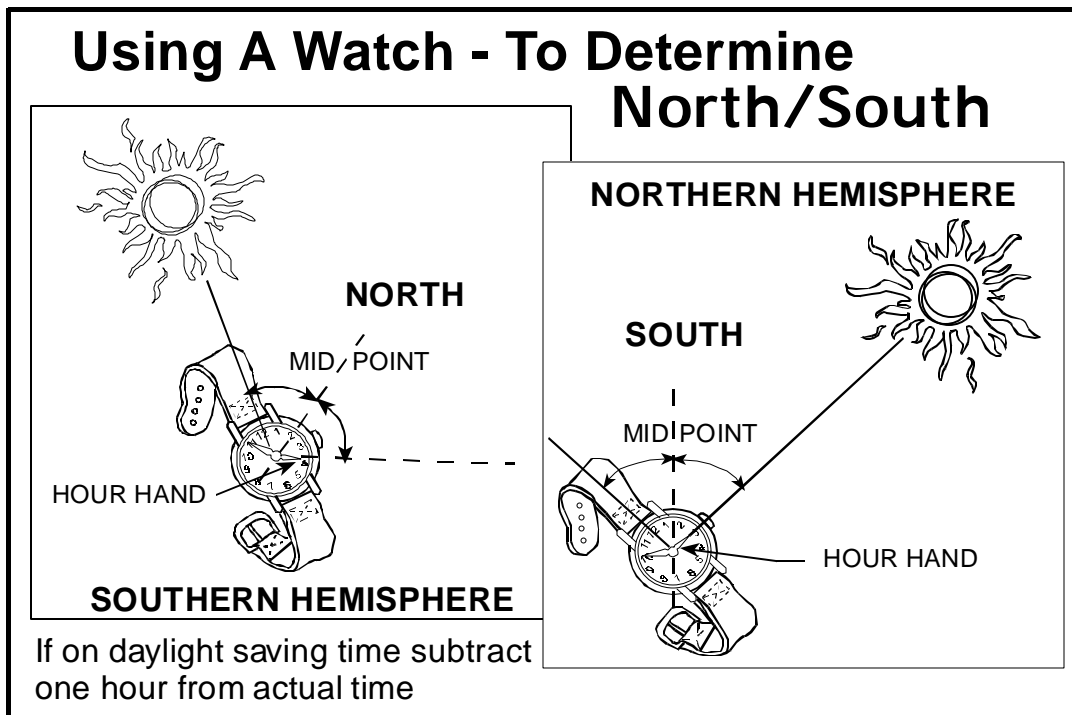 Using A Watch - To Determine
North/South
NORTH
MID POINT
HOUR HAND
SOUTHERN HEMISPHERE
NORTHERN HEMISPHERE
SOUTH
MID POINT
HOUR HAND
If on daylight saving time subtract
one hour from actual time